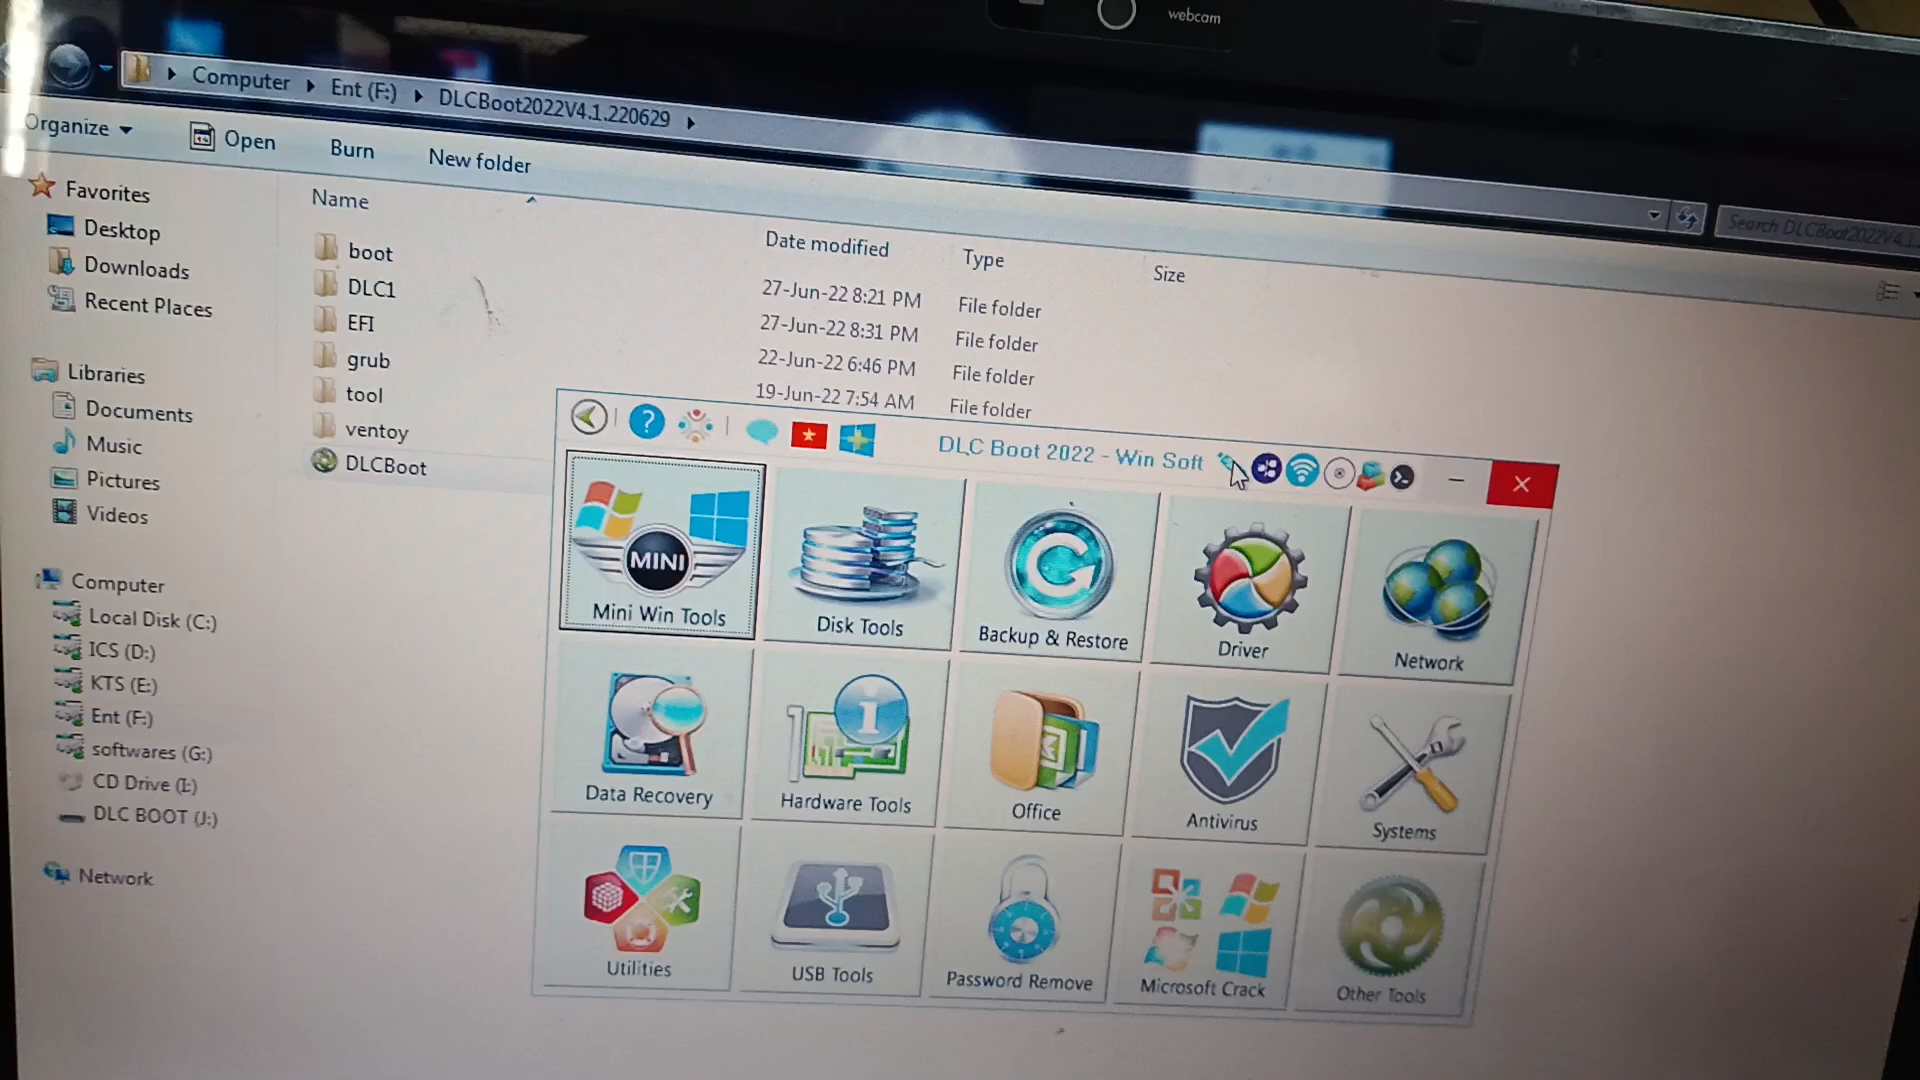 webcam
Computer ▸ Ent (F:) ▸ DLCBoot2022V4.1.220629 ▸
Search DLCBoot2022V4.1.
Organize Open Burn New folder
Name Date modified Type Size
boot 27-Jun-22 8:21 PM File folder
DLC1 27-Jun-22 8:31 PM File folder
EFI 22-Jun-22 6:46 PM File folder
grub 19-Jun-22 7:54 AM File folder
tool
ventoy
DLCBoot
Favorites
Desktop
Downloads
Recent Places
Libraries
Documents
Music
Pictures
Videos
Computer
Local Disk (C:)
ICS (D:)
KTS (E:)
Ent (F:)
softwares (G:)
CD Drive (I:)
DLC BOOT (J:)
Network
DLC Boot 2022 - Win Soft
MINI
Mini Win Tools
Disk Tools
Backup & Restore
Driver
Network
Data Recovery
Hardware Tools
Office
Antivirus
Systems
Utilities
USB Tools
Password Remove
Microsoft Crack
Other Tools